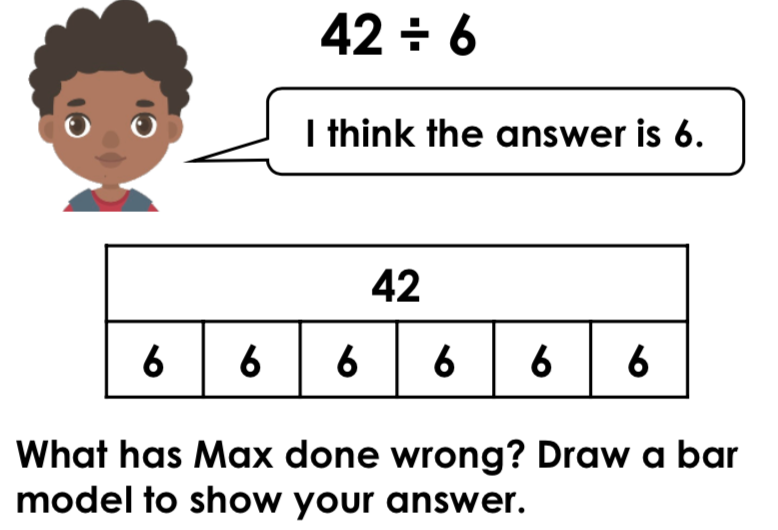 42 ÷ 6
I think the answer is 6.
42
6 6 6 6 6 6
What has Max done wrong? Draw a bar
model to show your answer.